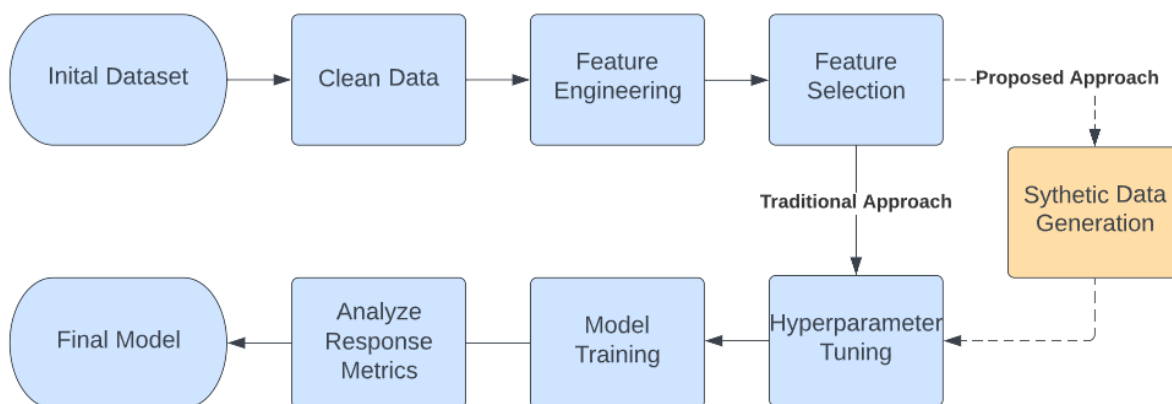 Inital Dataset
Clean Data
Feature
Engineering
Feature
Selection
Proposed Approach
Sythetic Data
Generation
Traditional Approach
Final Model
Analyze
Response
Metrics
Model
Training
Hyperparameter
Tuning